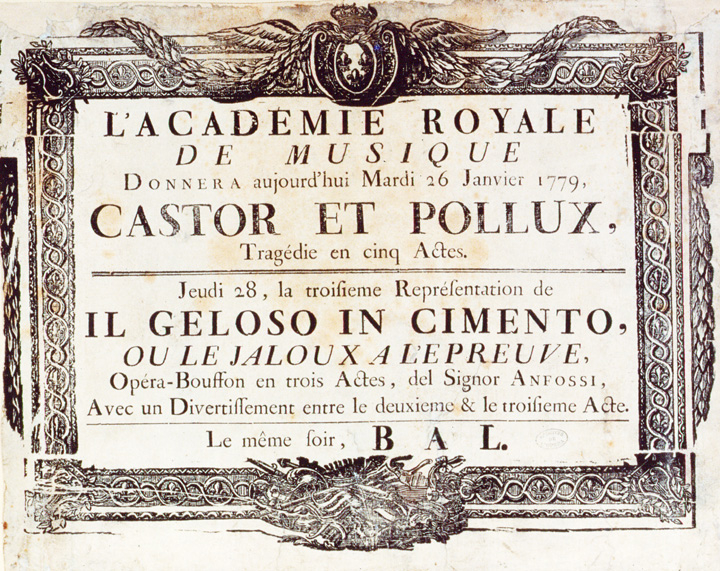 L'ACADÉMIE ROYALE
DE MUSIQUE
DONNERA aujourd'hui Mardi 26 Janvier 1779,
CASTOR ET POLLUX,
Tragédie en cinq Actes.
Jeudi 28, la troiſieme Repréſentation de
IL GELOSO IN CIMENTO,
OU LE JALOUX A L'EPREUVE,
Opéra-Bouffon en trois Actes, del Signor ANFOSSI,
Avec un Divertiſſement entre le deuxieme & le troiſieme Acte.
Le même ſoir, BAL.